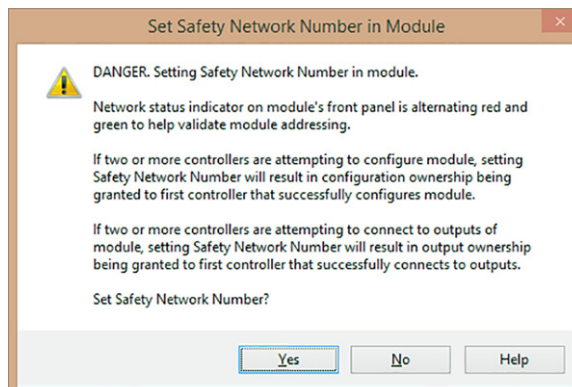 Set Safety Network Number in Module
DANGER. Setting Safety Network Number in module.
Network status indicator on module's front panel is alternating red and
green to help validate module addressing.
If two or more controllers are attempting to configure module, setting
Safety Network Number will result in configuration ownership being
granted to first controller that successfully configures module.
If two or more controllers are attempting to connect to outputs of
module, setting Safety Network Number will result in output ownership
being granted to first controller that successfully connects to outputs.
Set Safety Network Number?
Yes No Help